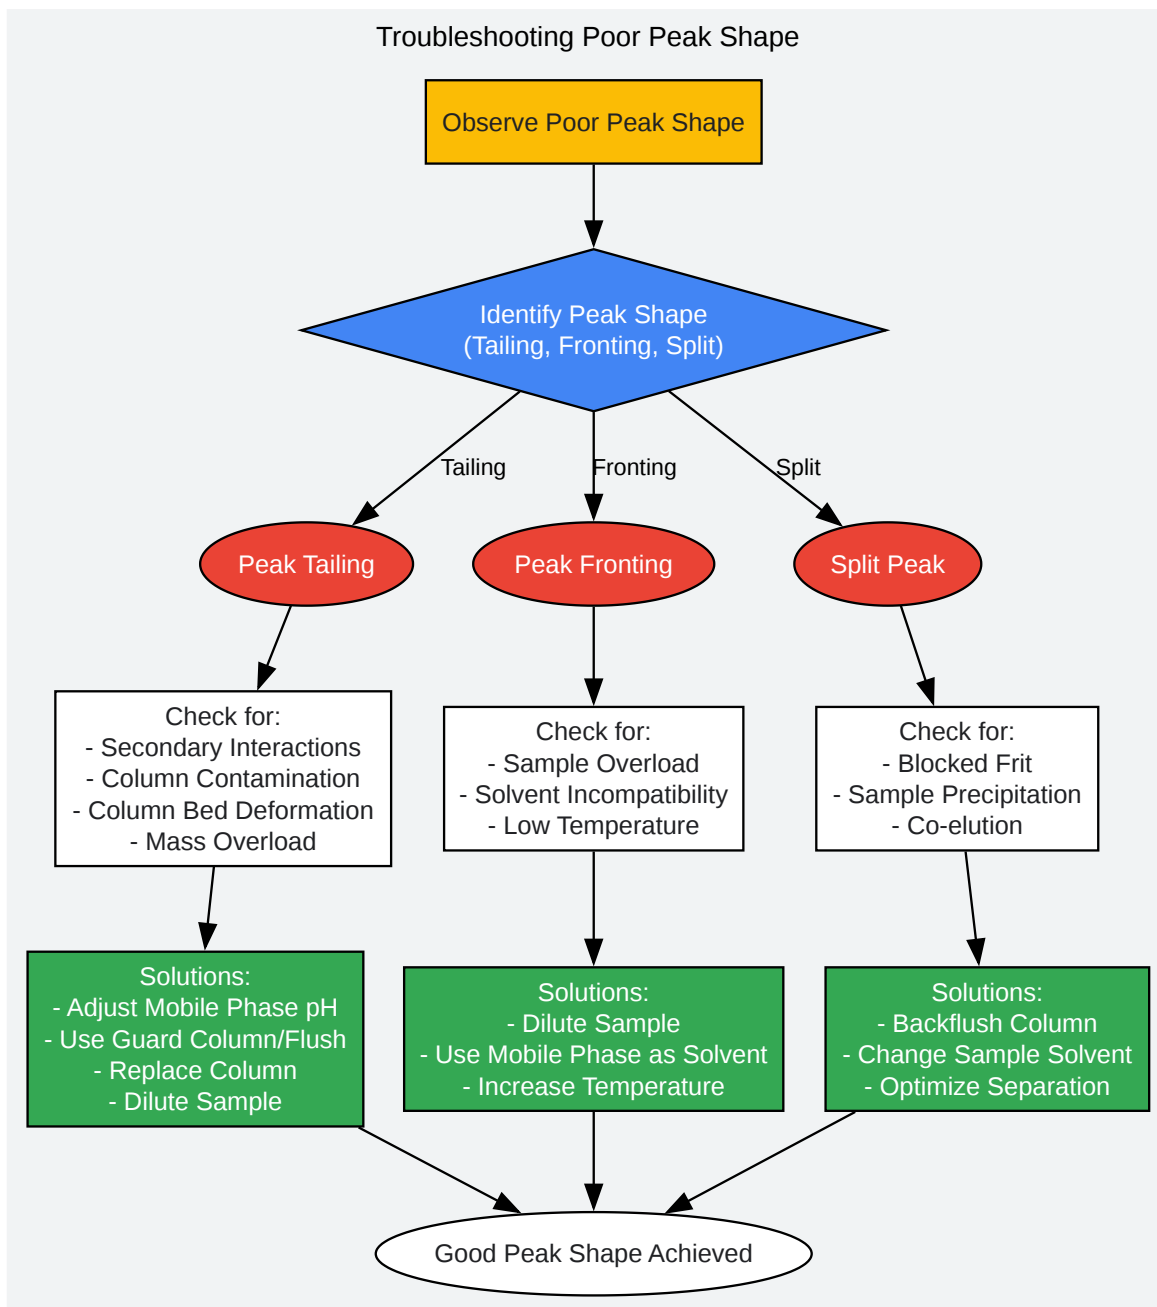 Troubleshooting Poor Peak Shape
Observe Poor Peak Shape
Identify Peak Shape
(Tailing, Fronting, Split)
Tailing
Fronting
Split
Peak Tailing
Peak Fronting
Split Peak
Check for:
- Secondary Interactions
- Column Contamination
- Column Bed Deformation
- Mass Overload
Check for:
- Sample Overload
- Solvent Incompatibility
- Low Temperature
Check for:
- Blocked Frit
- Sample Precipitation
- Co-elution
Solutions:
- Adjust Mobile Phase pH
- Use Guard Column/Flush
- Replace Column
- Dilute Sample
Solutions:
- Dilute Sample
- Use Mobile Phase as Solvent
- Increase Temperature
Solutions:
- Backflush Column
- Change Sample Solvent
- Optimize Separation
Good Peak Shape Achieved